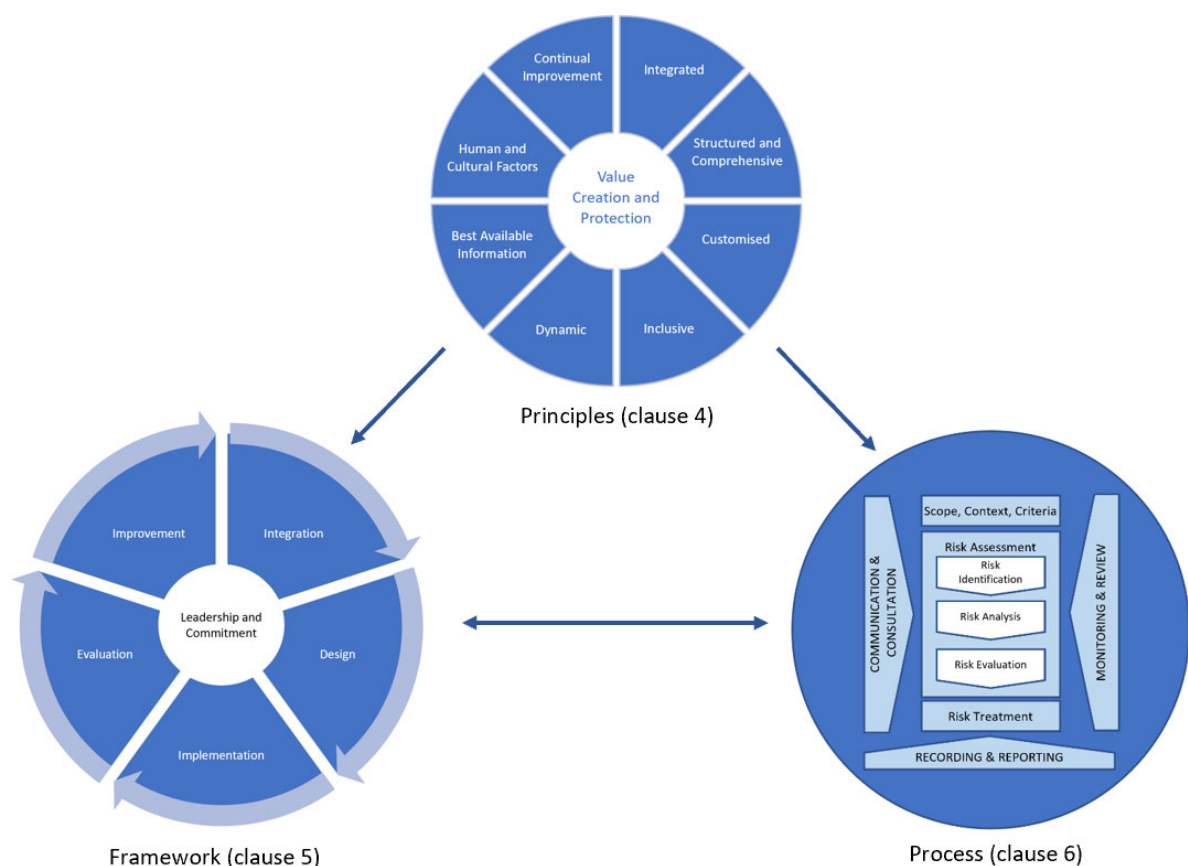 Continual
Improvement
Integrated
Human and
Cultural Factors
Structured and
Comprehensive
Value
Creation and
Protection
Best Available
Information
Customised
Dynamic
Inclusive
Principles (clause 4)
Improvement
Integration
Leadership and
Commitment
Evaluation
Design
Implementation
Framework (clause 5)
Scope, Context, Criteria
Risk Assessment
Risk
Identification
Risk Analysis
Risk Evaluation
Risk Treatment
COMMUNICATION &
CONSULTATION
MONITORING & REVIEW
RECORDING & REPORTING
Process (clause 6)